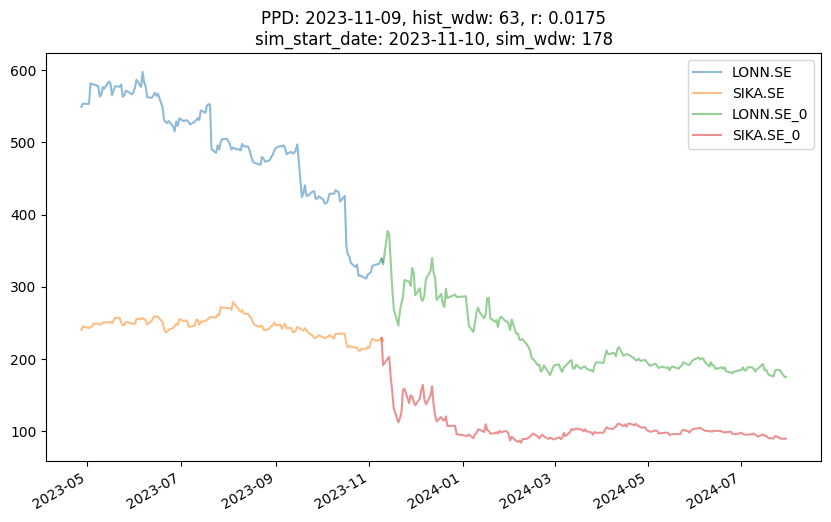 PPD: 2023-11-09, hist_wdw: 63, r: 0.0175
sim_start_date: 2023-11-10, sim_wdw: 178
LONN.SE
SIKA.SE
LONN.SE_0
SIKA.SE_0
600
500
400
300
200
100
2023-05
2023-07
2023-09
2023-11
2024-01
2024-03
2024-05
2024-07